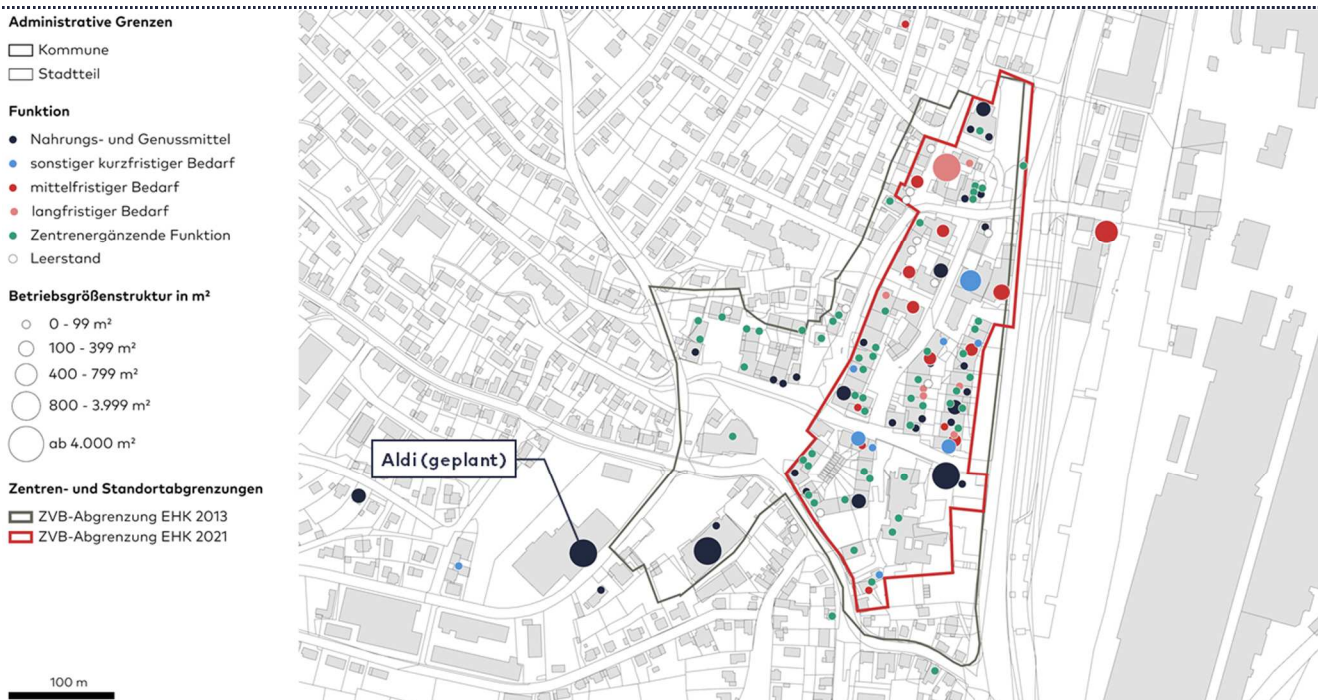 Administrative Grenzen
Kommune
Stadtteil
Funktion
Nahrungs- und Genussmittel
sonstiger kurzfristiger Bedarf
mittelfristiger Bedarf
langfristiger Bedarf
Zentrenergänzende Funktion
Leerstand
Betriebsgrößenstruktur in m²
0 - 99 m²
100 - 399 m²
400 - 799 m²
800 - 3.999 m²
ab 4.000 m²
Zentren- und Standortabgrenzungen
ZVB-Abgrenzung EHK 2013
ZVB-Abgrenzung EHK 2021
100 m
Aldi (geplant)